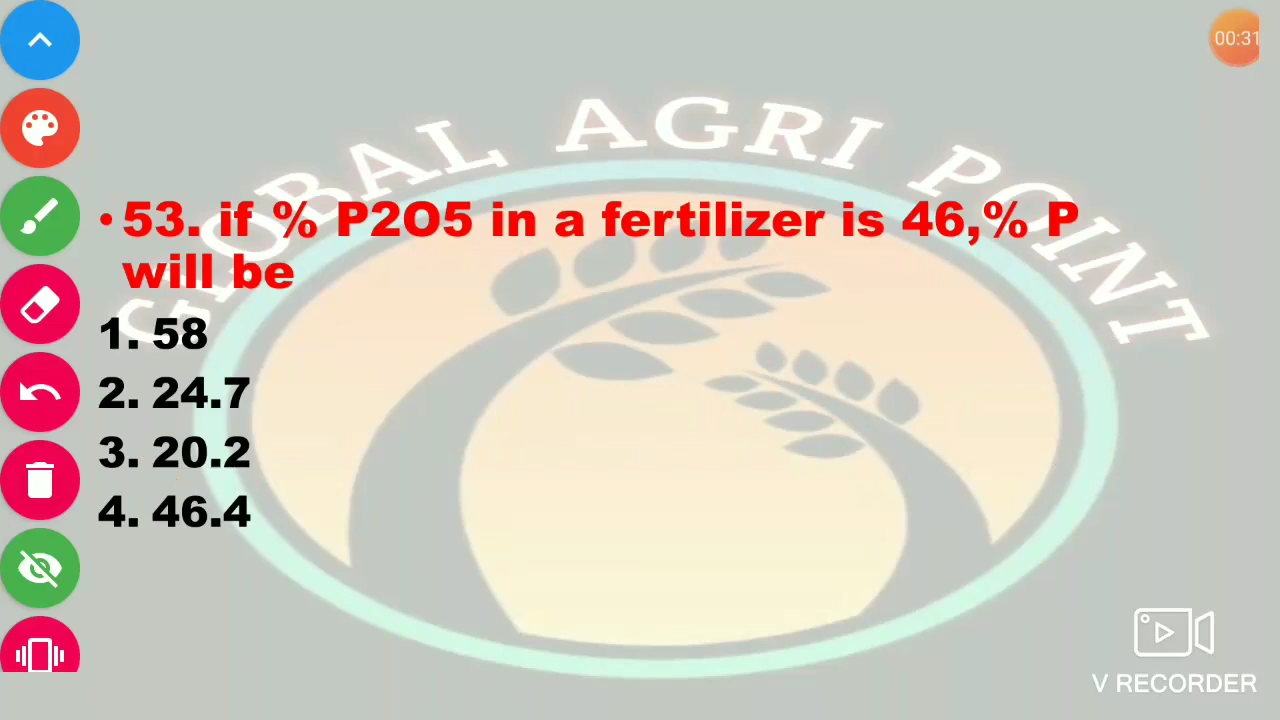 00:31
GLOBAL AGRI POINT
• 53. if % P2O5 in a fertilizer is 46,% P
will be
1. 58
2. 24.7
3. 20.2
4. 46.4
V RECORDER